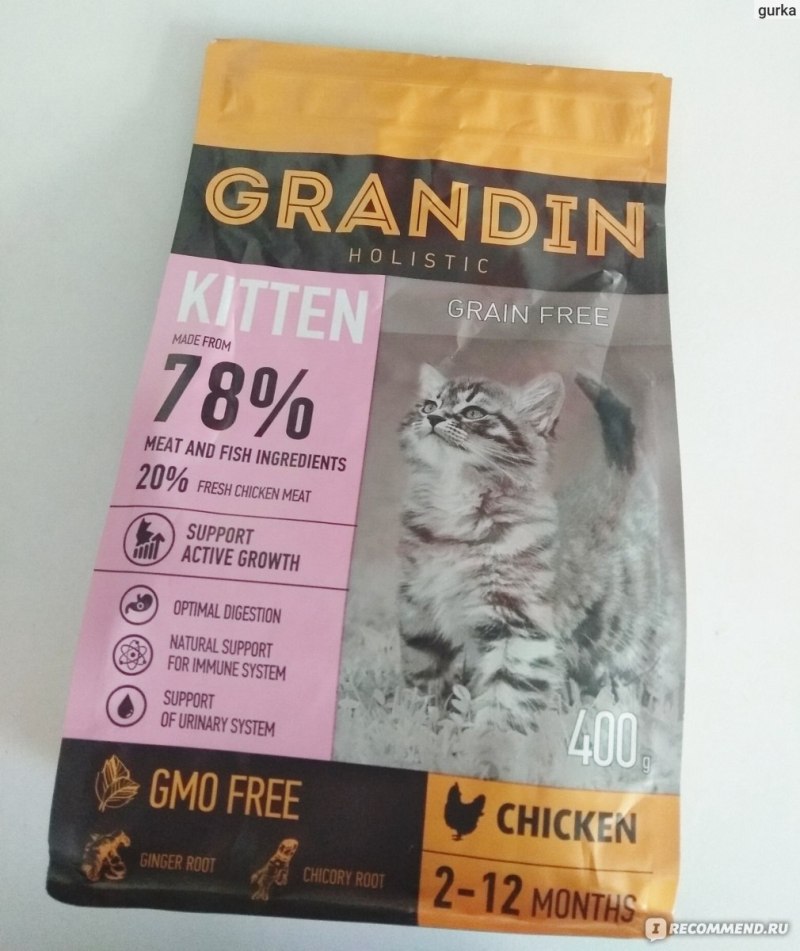 gurka
GRANDIN
HOLISTIC
KITTEN
GRAIN FREE
MADE FROM
78%
MEAT AND FISH INGREDIENTS
20% FRESH CHICKEN MEAT
SUPPORT
ACTIVE GROWTH
OPTIMAL DIGESTION
NATURAL SUPPORT
FOR IMMUNE SYSTEM
SUPPORT
OF URINARY SYSTEM
400 g
GMO FREE
GINGER ROOT
CHICORY ROOT
CHICKEN
2-12 MONTHS
I RECOMMEND.RU